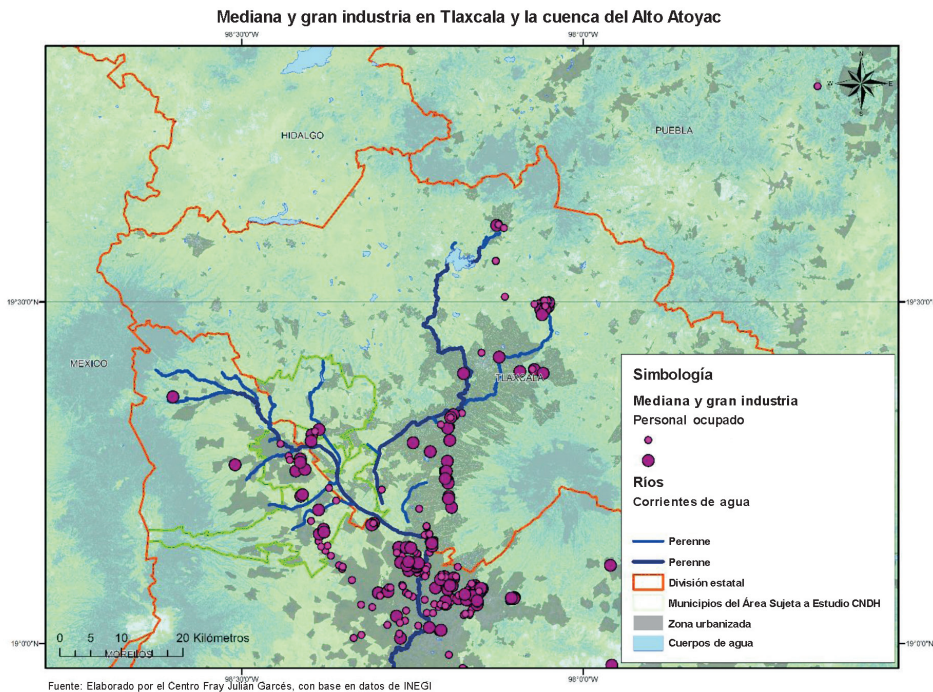 Mediana y gran industria en Tlaxcala y la cuenca del Alto Atoyac
98°30'0"W 98°0'0"W
N
W E
S
HIDALGO
PUEBLA
19°30'0"N 19°30'0"N
MEXICO
TLAXCALA
Simbología
Mediana y gran industria
Personal ocupado
Ríos
Corrientes de agua
Perenne
Perenne
División estatal
Municipios del Área Sujeta a Estudio CNDH
Zona urbanizada
Cuerpos de agua
0 5 10 20 Kilómetros
MORELOS
19°0'0"N 19°0'0"N
98°30'0"W 98°0'0"W
Fuente: Elaborado por el Centro Fray Julián Garcés, con base en datos de INEGI